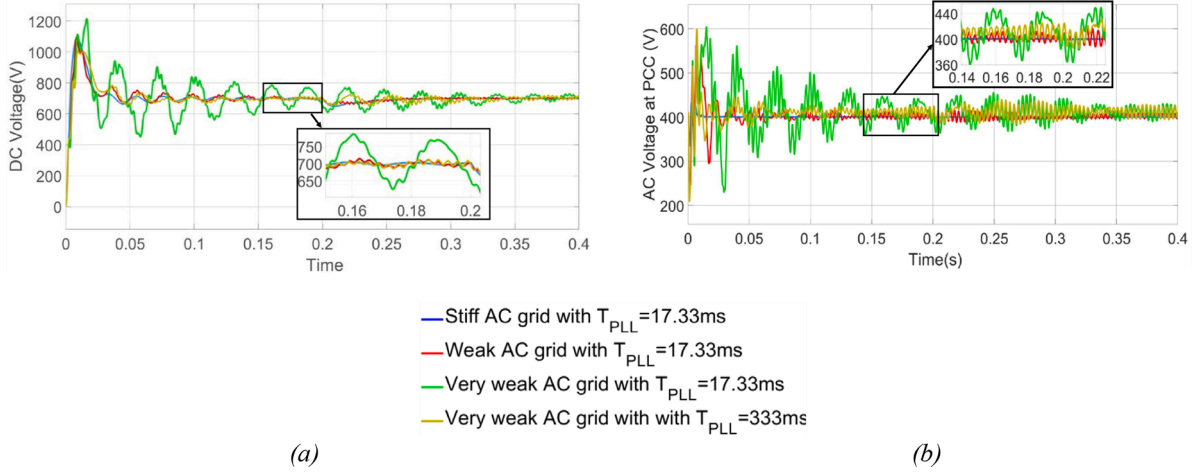 1200
1000
800
600
400
200
0
DC Voltage(V)
750
700
650
0.16 0.18 0.2
0 0.05 0.1 0.15 0.2 0.25 0.3 0.35 0.4
Time
600
500
400
300
200
AC Voltage at PCC (V)
440
400
360
0.14 0.16 0.18 0.2 0.22
0 0.05 0.1 0.15 0.2 0.25 0.3 0.35 0.4
Time(s)
Stiff AC grid with T_PLL=17.33ms
Weak AC grid with T_PLL=17.33ms
Very weak AC grid with T_PLL=17.33ms
Very weak AC grid with with T_PLL=333ms
(a) (b)